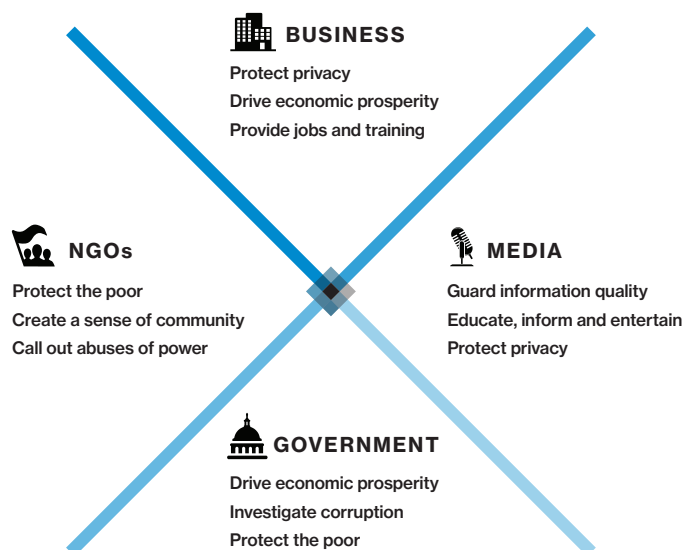 BUSINESS
Protect privacy
Drive economic prosperity
Provide jobs and training
NGOs
Protect the poor
Create a sense of community
Call out abuses of power
MEDIA
Guard information quality
Educate, inform and entertain
Protect privacy
GOVERNMENT
Drive economic prosperity
Investigate corruption
Protect the poor